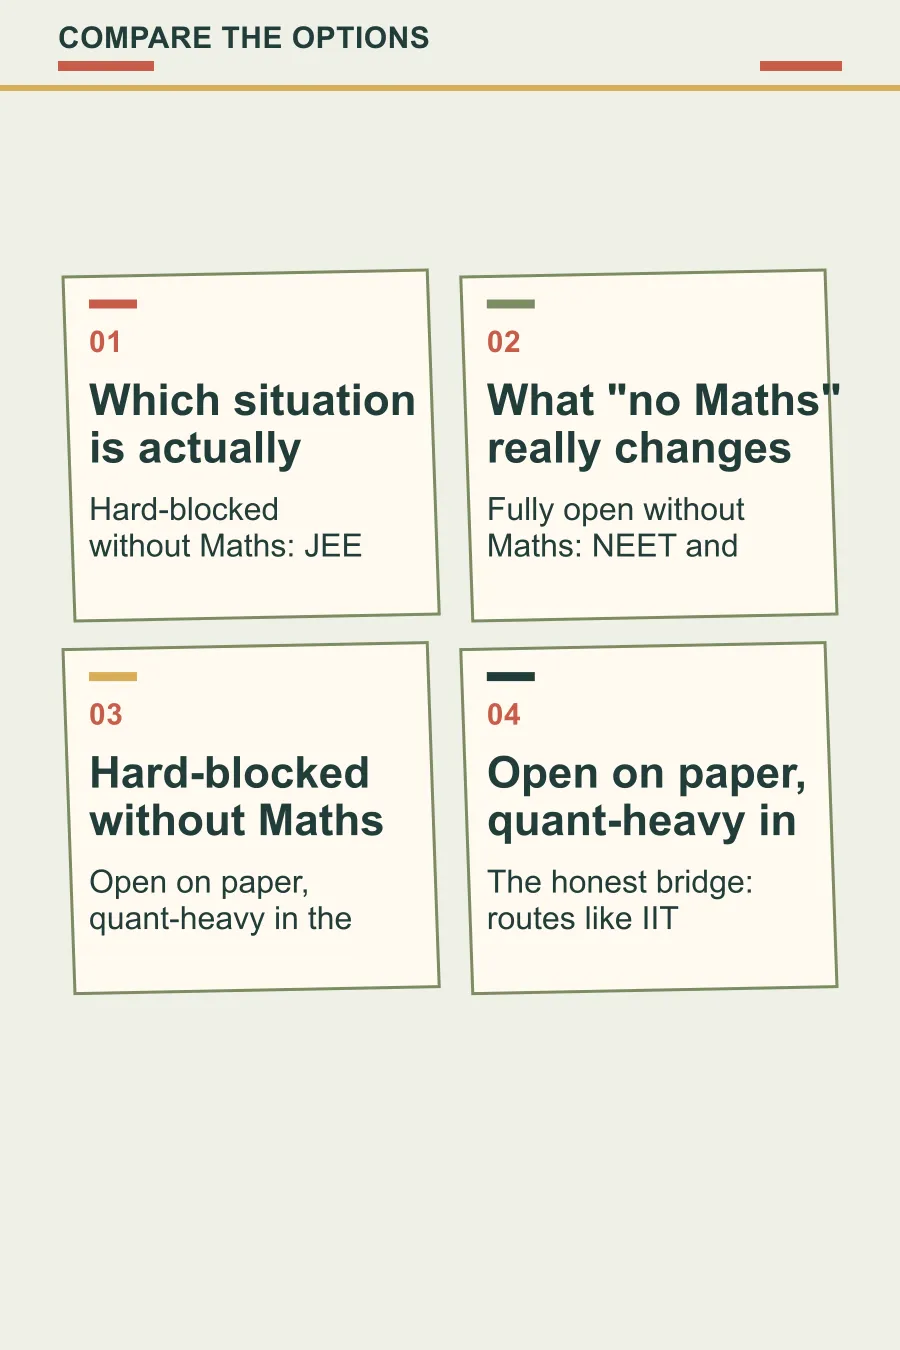 COMPARE THE OPTIONS
01
Which situation
is actually
Hard-blocked
without Maths: JEE
02
What "no Maths"
really changes
Fully open without
Maths: NEET and
03
Hard-blocked
without Maths
Open on paper,
quant-heavy in the
04
Open on paper,
quant-heavy in
The honest bridge:
routes like IIT